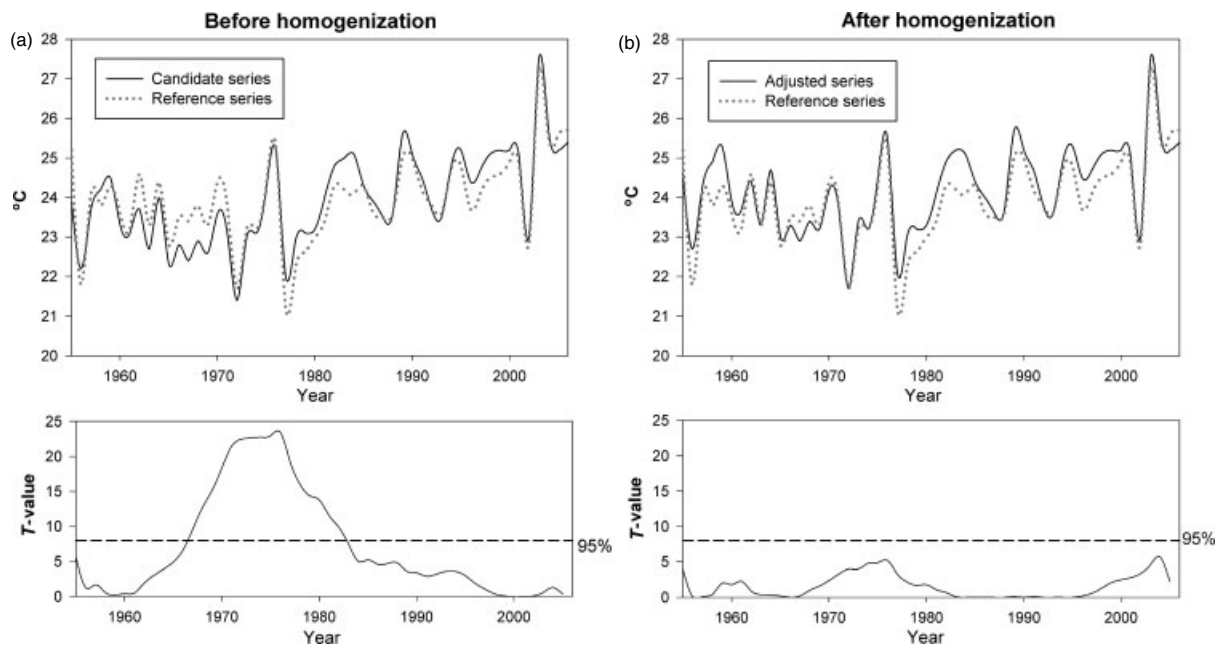 Before homogenization
(a)
28
27
26
25
24
23
22
21
20
°C
Candidate series
Reference series
1960 1970 1980 1990 2000
Year
25
20
15
10
5
0
T-value
95%
1960 1970 1980 1990 2000
Year
After homogenization
(b)
28
27
26
25
24
23
22
21
20
°C
Adjusted series
Reference series
1960 1970 1980 1990 2000
Year
25
20
15
10
5
0
T-value
95%
1960 1970 1980 1990 2000
Year